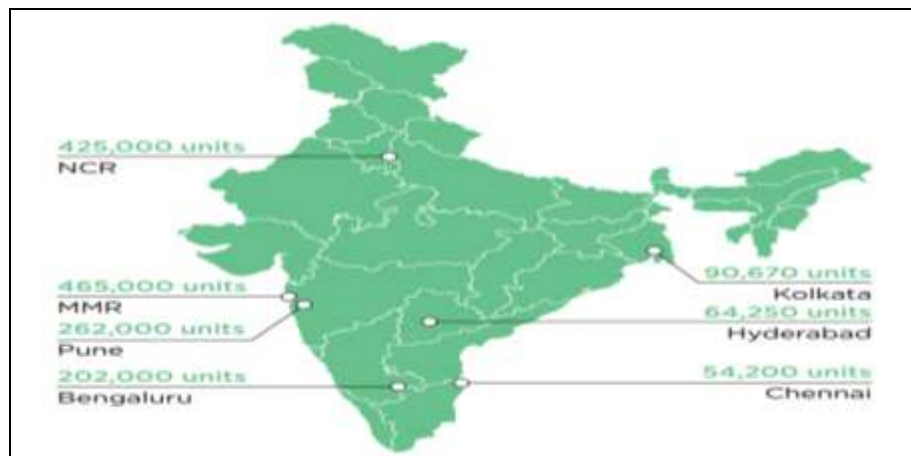 425,000 units
NCR
465,000 units
MMR
262,000 units
Pune
202,000 units
Bengaluru
90,670 units
Kolkata
64,250 units
Hyderabad
54,200 units
Chennai